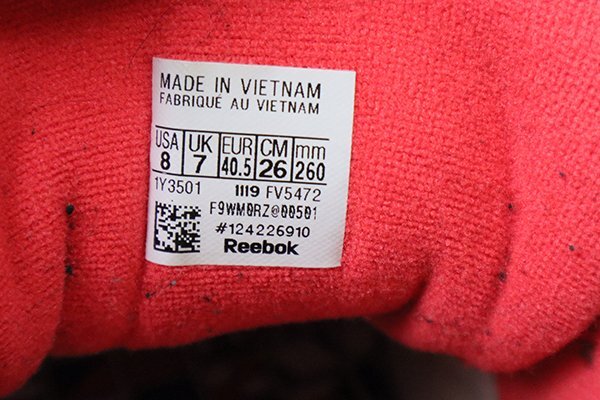 MADE IN VIETNAM
FABRIQUÉ AU VIETNAM
USA UK EUR CM mm
8 7 40.5 26 260
1Y3501 1119 FV5472
F9WM0RZ@00501
#124226910
Reebok